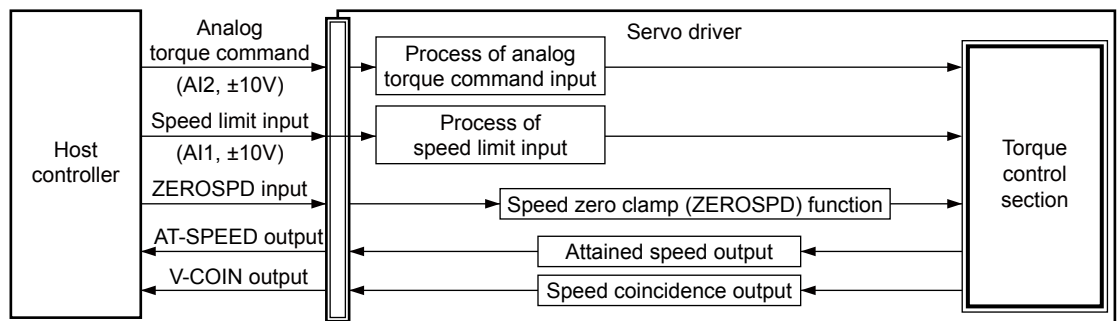 Servo driver
Analog
torque command
(AI2, ±10V)
Process of analog
torque command input
Speed limit input
(AI1, ±10V)
Process of
speed limit input
Host
controller
Torque
control
section
ZEROSPD input
Speed zero clamp (ZEROSPD) function
AT-SPEED output
Attained speed output
V-COIN output
Speed coincidence output